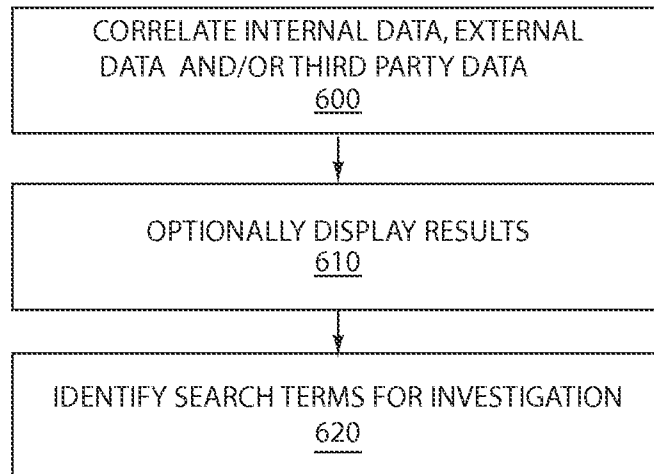 CORRELATE INTERNAL DATA, EXTERNAL
DATA AND/OR THIRD PARTY DATA
600
OPTIONALLY DISPLAY RESULTS
610
IDENTIFY SEARCH TERMS FOR INVESTIGATION
620